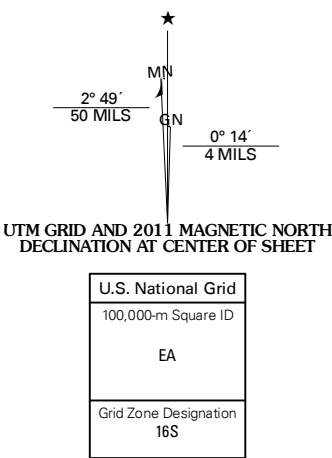 ★
MN
2° 49´
50 MILS
GN
0° 14´
4 MILS
UTM GRID AND 2011 MAGNETIC NORTH
DECLINATION AT CENTER OF SHEET
U.S. National Grid
100,000-m Square ID
EA
Grid Zone Designation
16S